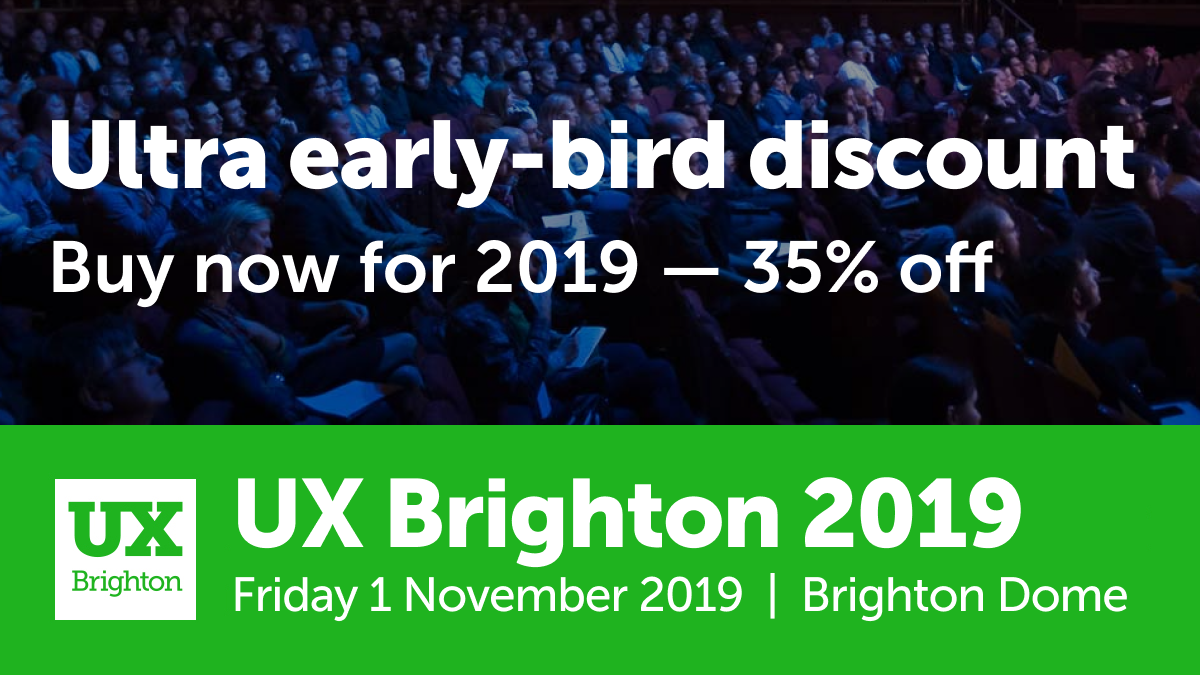 Ultra early-bird discount
Buy now for 2019 — 35% off
UX
Brighton
UX Brighton 2019
Friday 1 November 2019 | Brighton Dome